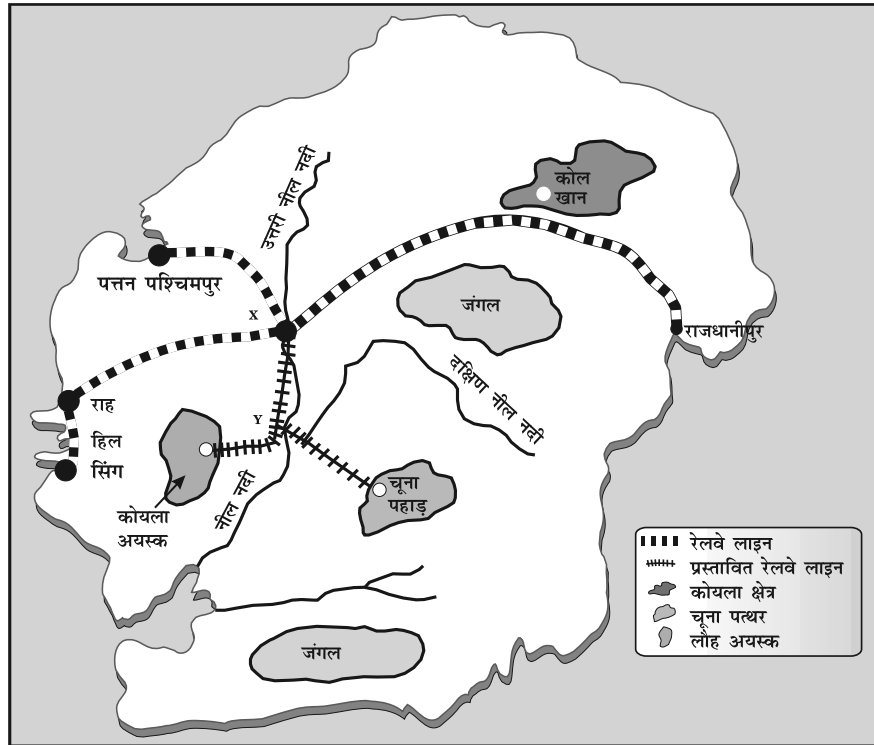 उत्तरी नील नदी
कोल
खान
पत्तन पश्चिमपुर
जंगल
X
राजधानीपुर
दक्षिण नील नदी
राह
Y
हिल
सिंग
चूना
पहाड़
नील नदी
कोयला
अयस्क
रेलवे लाइन
प्रस्तावित रेलवे लाइन
कोयला क्षेत्र
चूना पत्थर
लौह अयस्क
जंगल